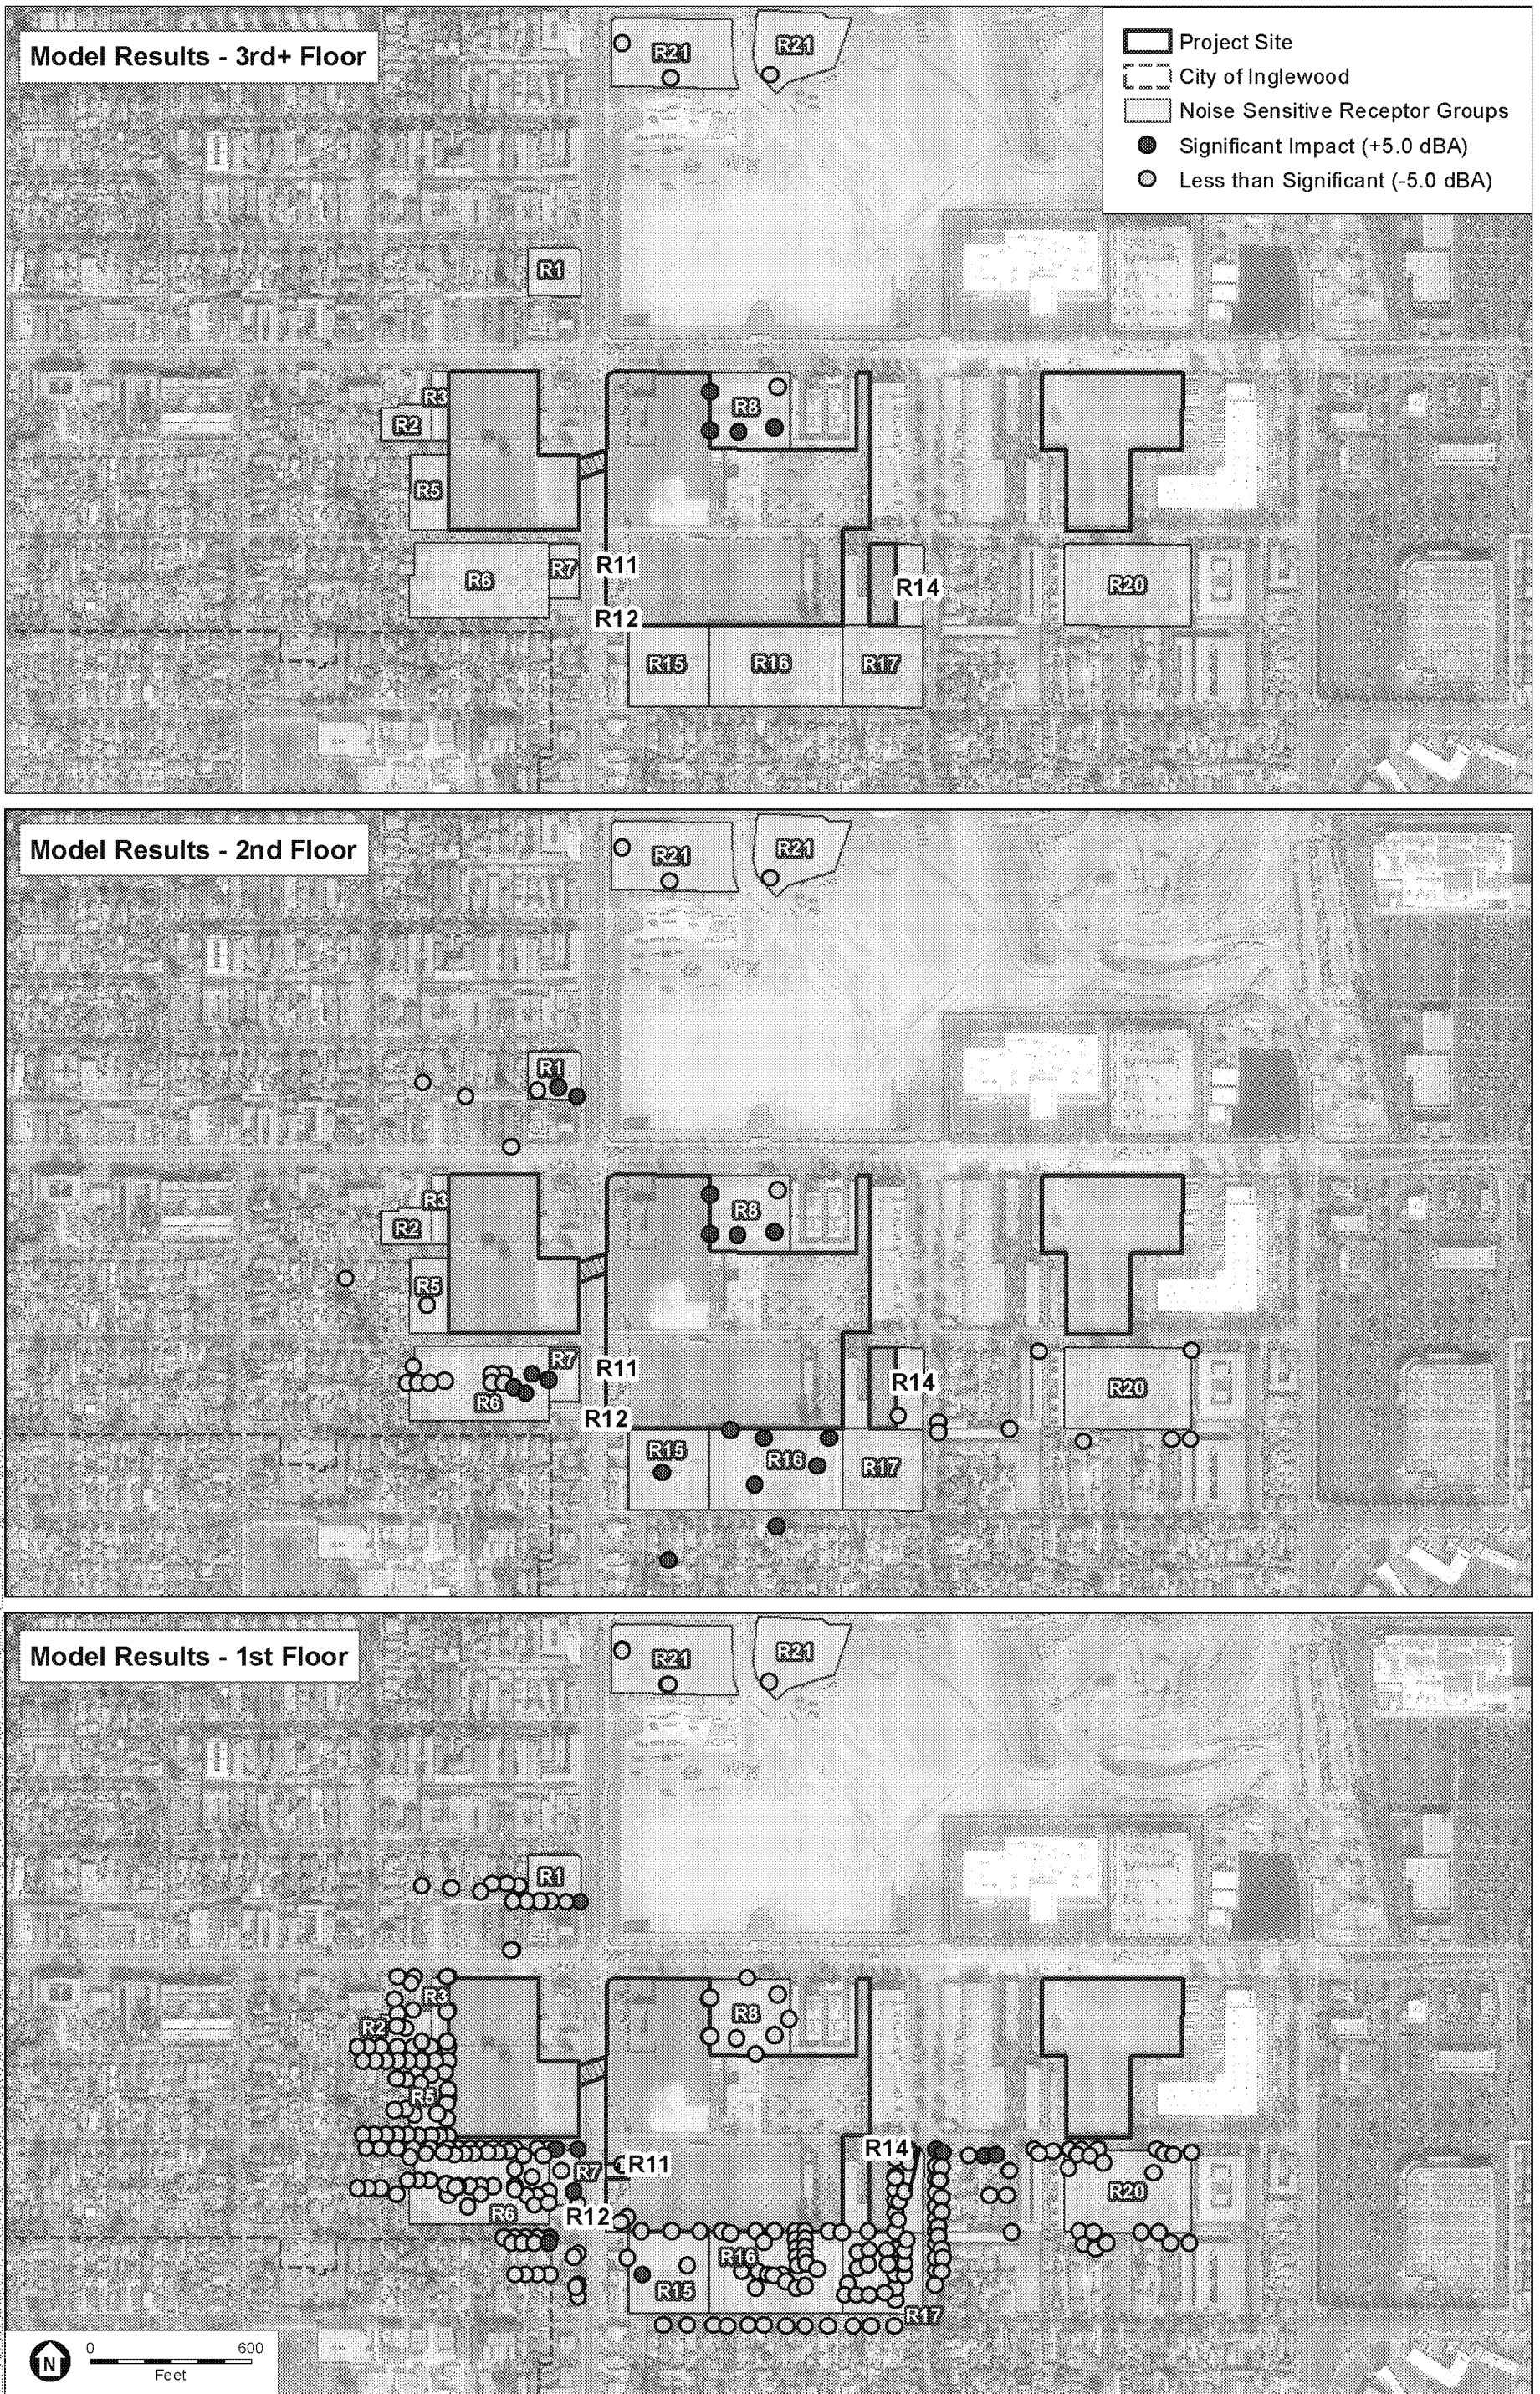 Model Results - 3rd+ Floor
Project Site
City of Inglewood
Noise Sensitive Receptor Groups
Significant Impact (+5.0 dBA)
Less than Significant (-5.0 dBA)
R21
R21
R1
R3
R2
R8
R5
R11
R7
R6
R14
R20
R12
R15
R16
R17
Model Results - 2nd Floor
R21
R21
R1
R3
R2
R8
R5
R7
R11
R14
R20
R6
R12
R15
R16
R17
Model Results - 1st Floor
R21
R21
R1
R3
R8
R2
R5
R14
R11
R7
R20
R6
R12
R16
R15
R17
N
0 600
Feet